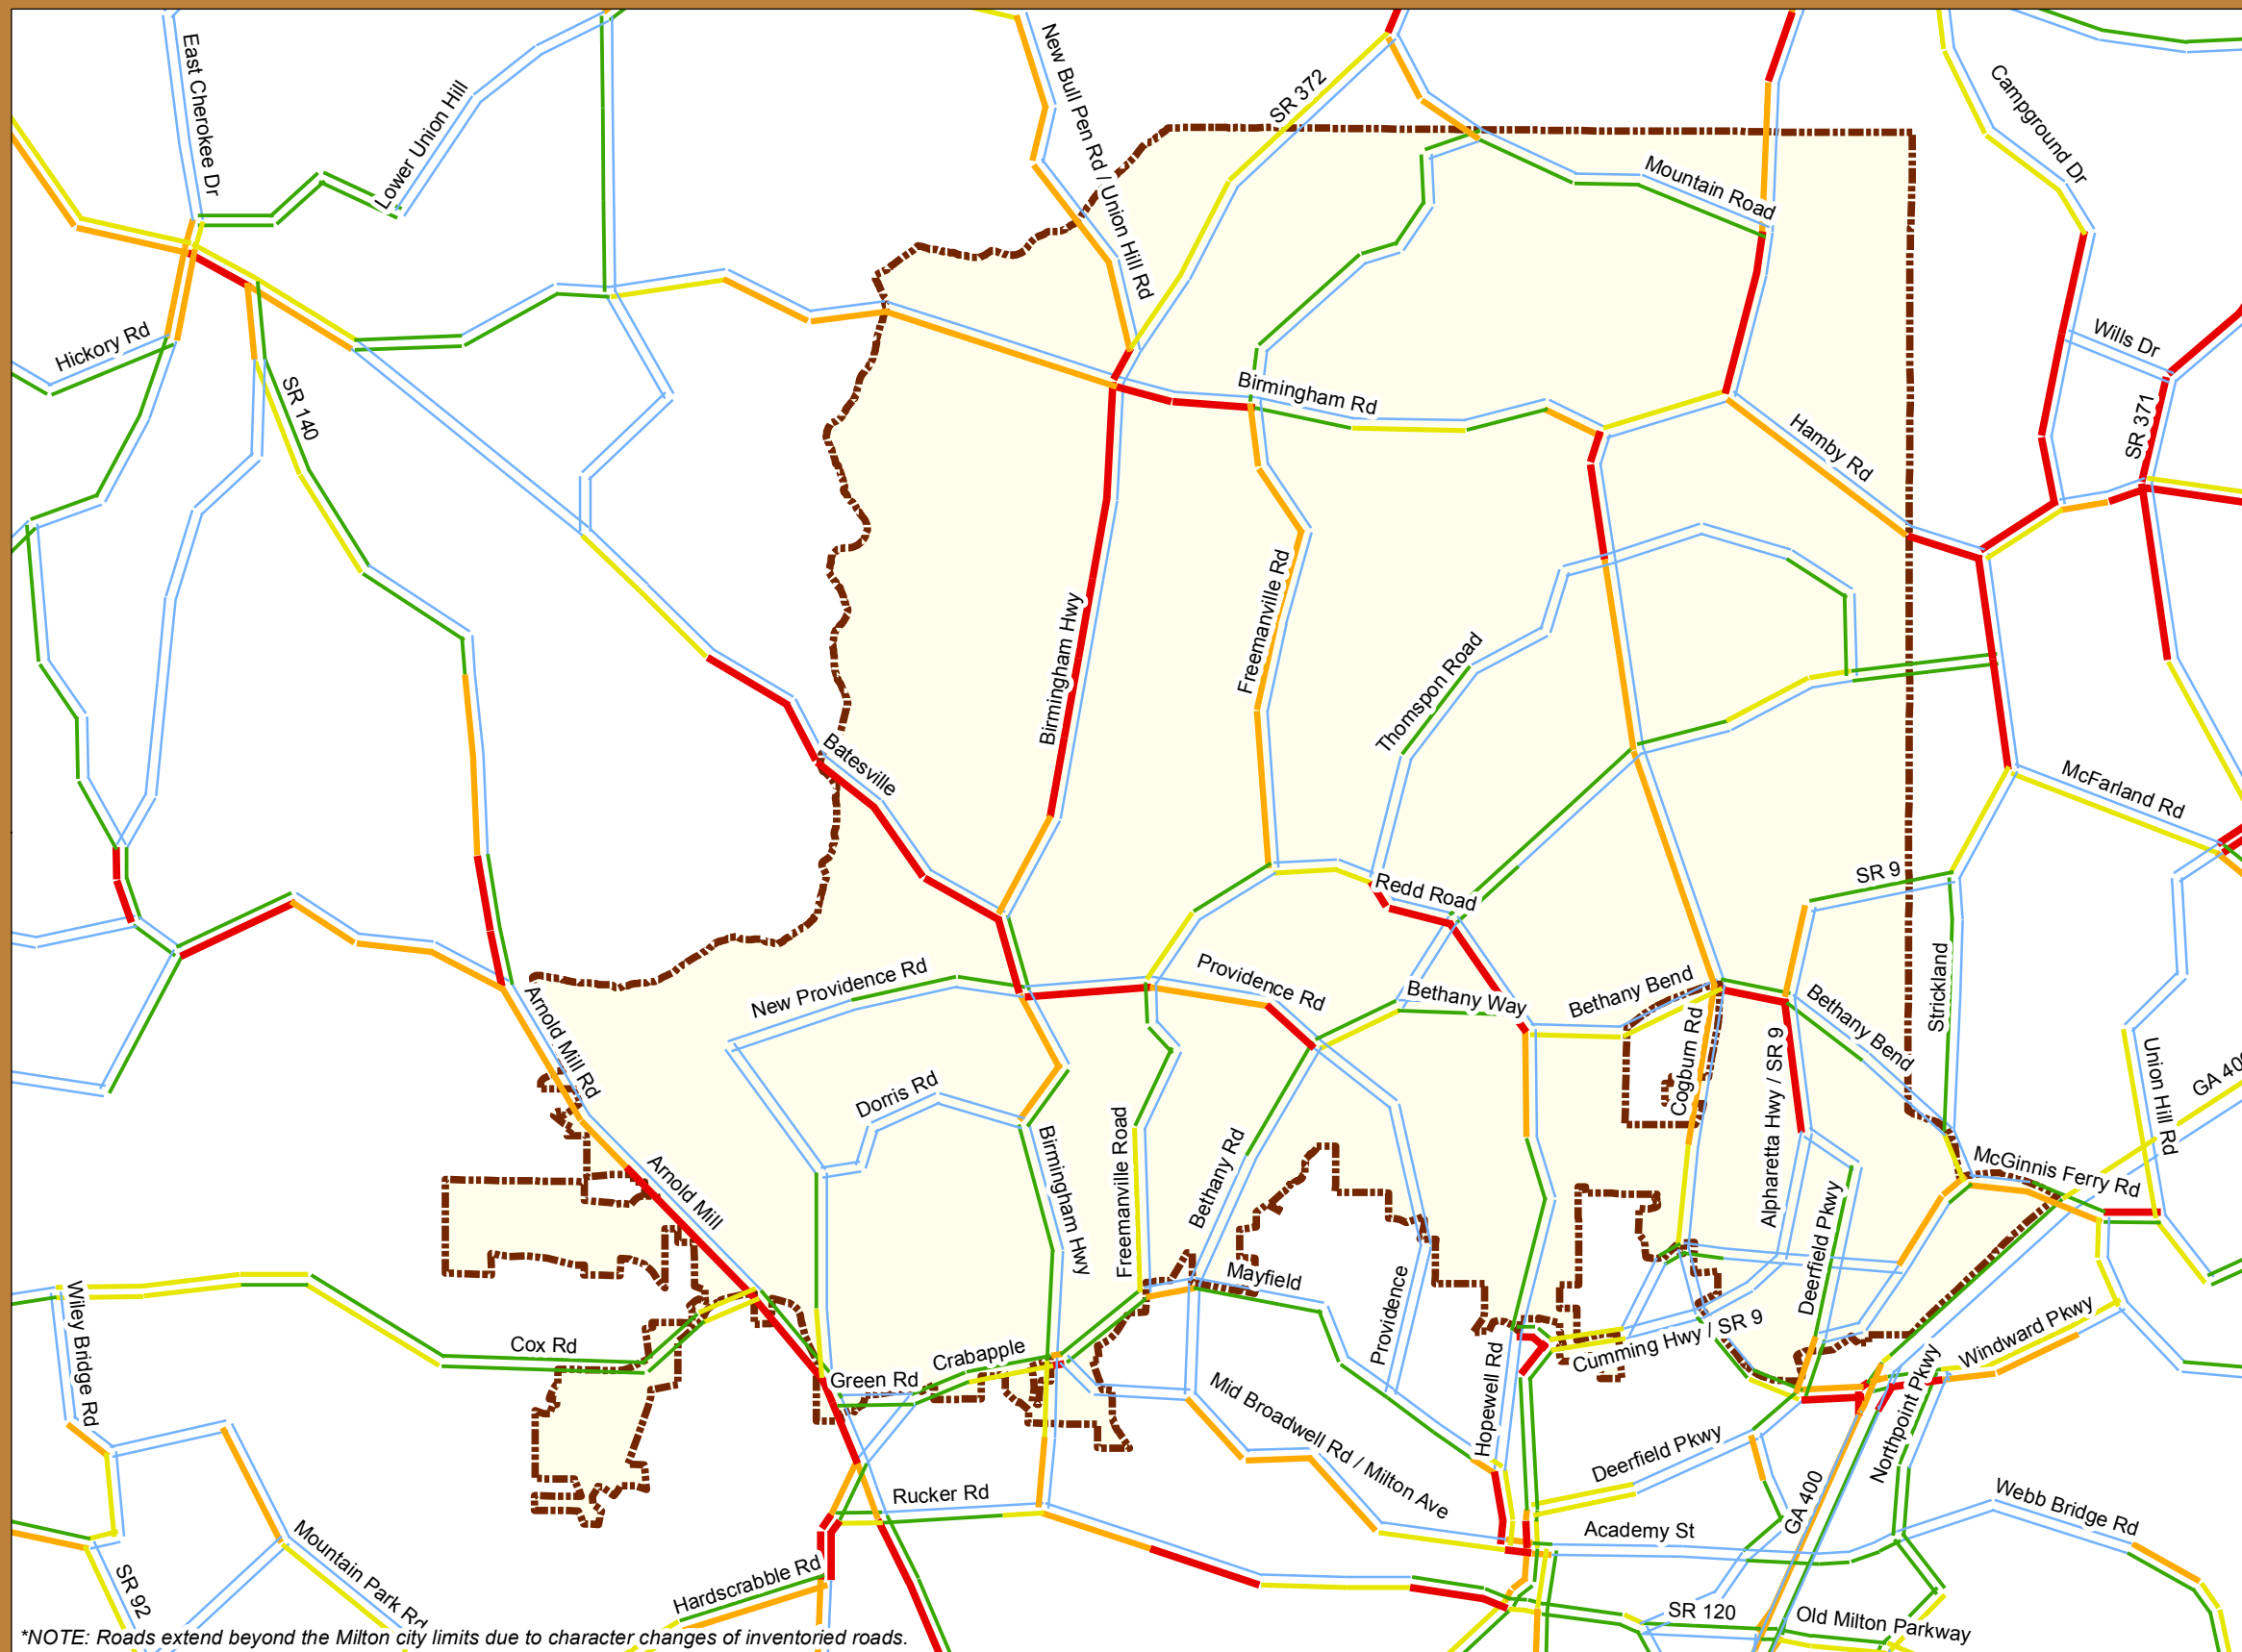 East Cherokee Dr
Lower Union Hill
New Bull Pen Rd / Union Hill Rd
SR 372
Campground Dr
Mountain Road
Hickory Rd
SR 140
Wills Dr
SR 371
Birmingham Rd
Hamby Rd
Birmingham Hwy
Freemanville Rd
Thomspon Road
Batesville
McFarland Rd
SR 9
Redd Road
New Providence Rd
Providence Rd
Bethany Way
Bethany Bend
Strickland
Cogburn Rd
Alpharetta Hwy / SR 9
Bethany Bend
Union Hill Rd
GA 400
Arnold Mill Rd
Dorris Rd
Birmingham Hwy
Freemanville Road
Bethany Rd
Arnold Mill
McGinnis Ferry Rd
Deerfield Pkwy
Mayfield
Providence
Wiley Bridge Rd
Cox Rd
Crabapple
Green Rd
Hopewell Rd
Cumming Hwy / SR 9
Windward Pkwy
Northpoint Pkwy
Mid Broadwell Rd / Milton Ave
Deerfield Pkwy
Rucker Rd
Academy St
GA 400
Webb Bridge Rd
Mountain Park Rd
SR 92
Hardscrabble Rd
SR 120
Old Milton Parkway
*NOTE: Roads extend beyond the Milton city limits due to character changes of inventoried roads.